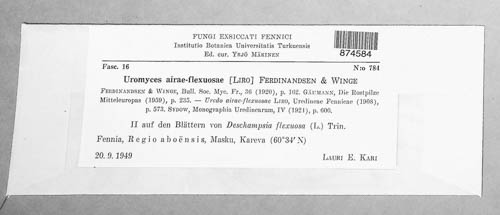 FUNGI EXSICCATI FENNICI
Instituto Botanica Universitatis Turkuensis
Ed. cur. YRJÖ MÄKINEN
874584
Fasc. 16 N:o 784
Uromyces airae-flexuosae [LIRO] FERDINANDSEN & WINGE
FERDINANDSEN & WINGE, Bull. Soc. Myc. Fr., 36 (1920), p. 162. GÄUMANN, Die Rostpilze
Mitteleuropas (1959), p. 235. — Uredo airae-flexuosae LIRO, Uredineae Fennicae (1908),
p. 573. SYDOW, Monographia Uredinearum, IV (1924), p. 606.
II auf den Blättern von Deschampsia flexuosa (L.) Trin.
Fennia, Regio aboënsis, Masku, Kareva (60°34′N)
20. 9. 1949 LAURI E. KARI